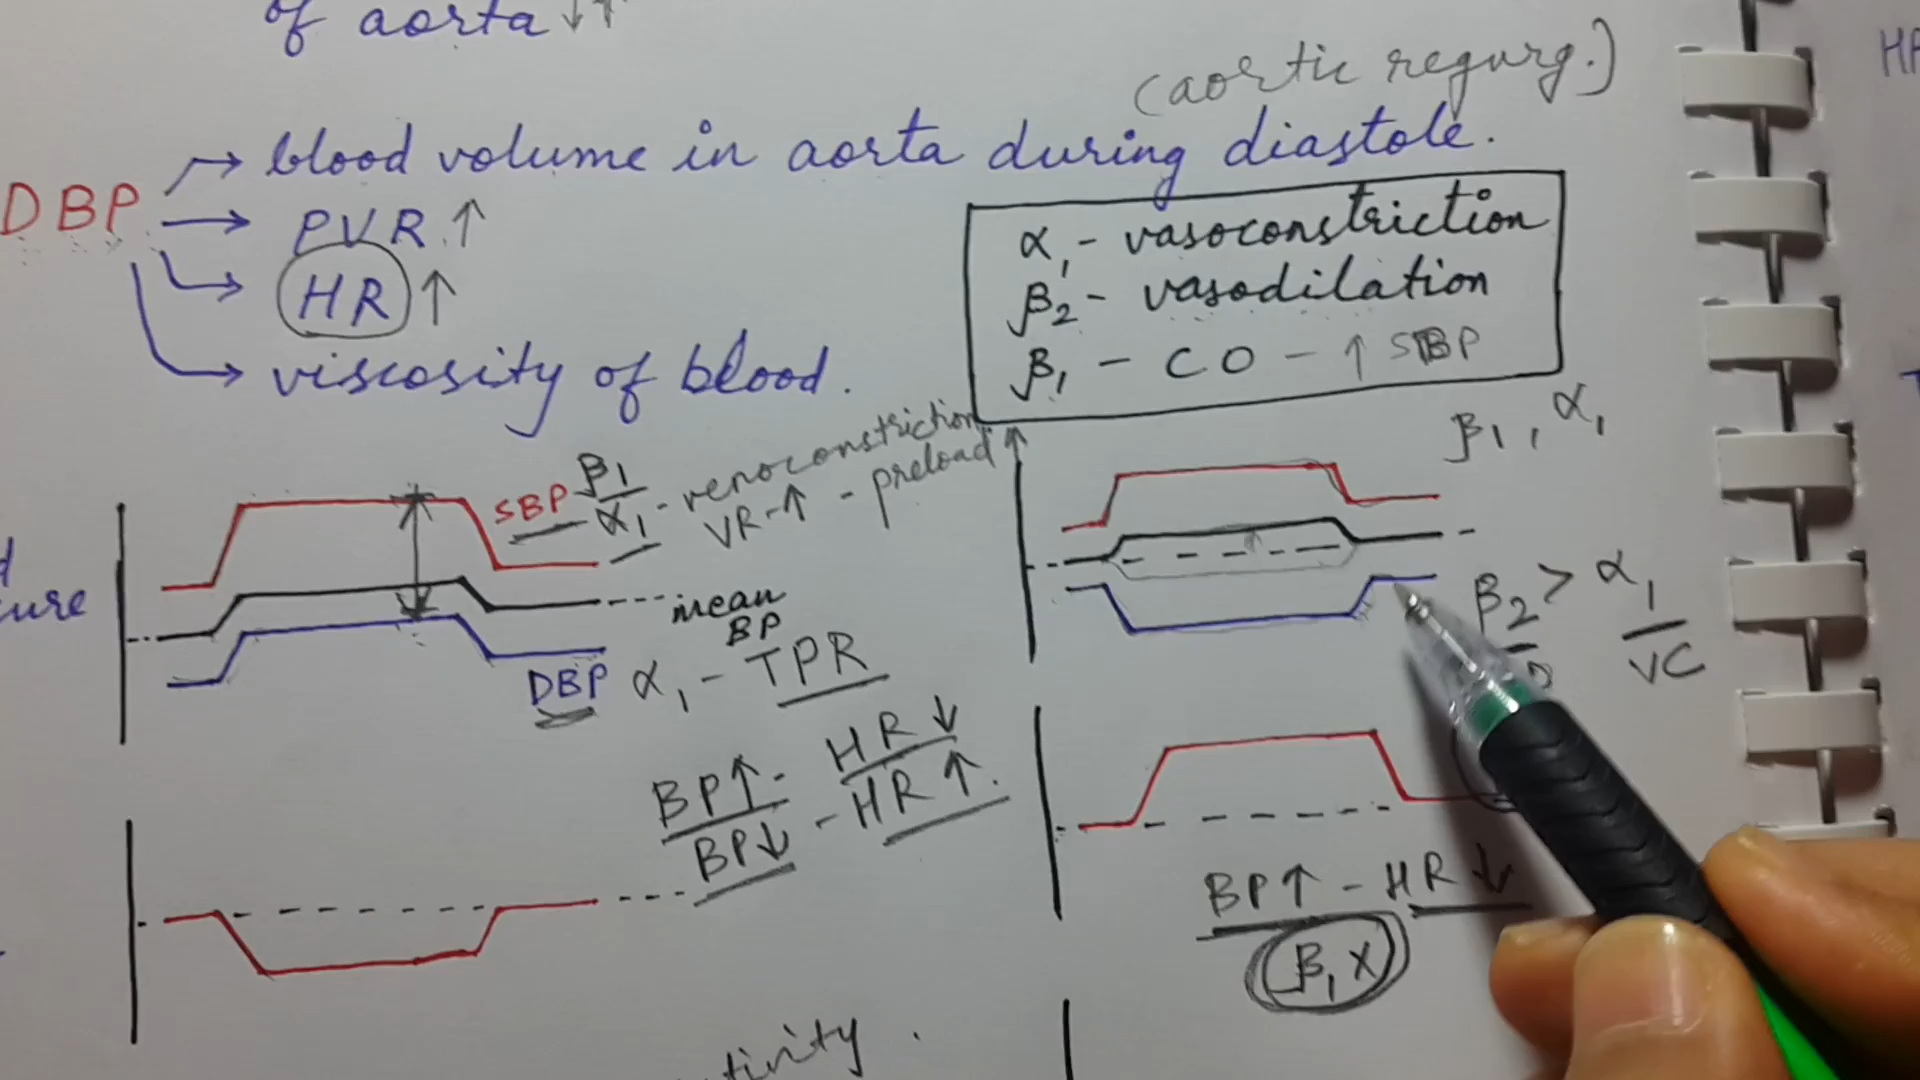 of aorta ↓↑
(aortic regurg.)
DBP → blood volume in aorta during diastole.
→ PVR ↑
→ HR ↑
→ viscosity of blood.
α1 - vasoconstriction
β2 - vasodilation
β1 - CO - ↑ SBP
β1, α1
SBP β1
α1 - venoconstriction
VR-↑ - preload ↑
mean
BP
DBP α1 - TPR
BP↑ - HR↓
BP↓ - HR↑.
β2 > α1
VC
BP↑ - HR↓
β1 X